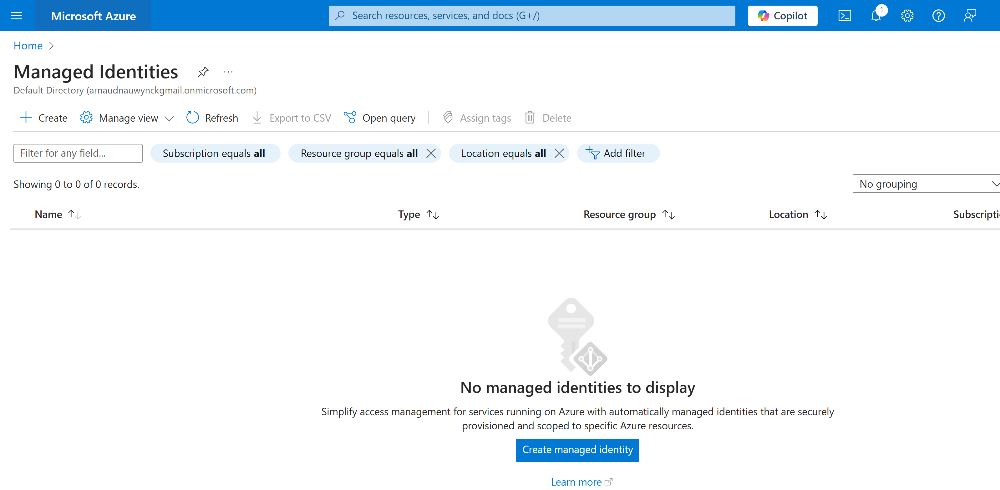 Microsoft Azure
Search resources, services, and docs (G+/)
Copilot
1
Home
Managed Identities
Default Directory (arnaudnauwynckgmail.onmicrosoft.com)
Create Manage view Refresh Export to CSV Open query Assign tags Delete
Filter for any field... Subscription equals all Resource group equals all Location equals all Add filter
Showing 0 to 0 of 0 records.
No grouping
Name Type Resource group Location Subscripti
No managed identities to display
Simplify access management for services running on Azure with automatically managed identities that are securely
provisioned and scoped to specific Azure resources.
Create managed identity
Learn more